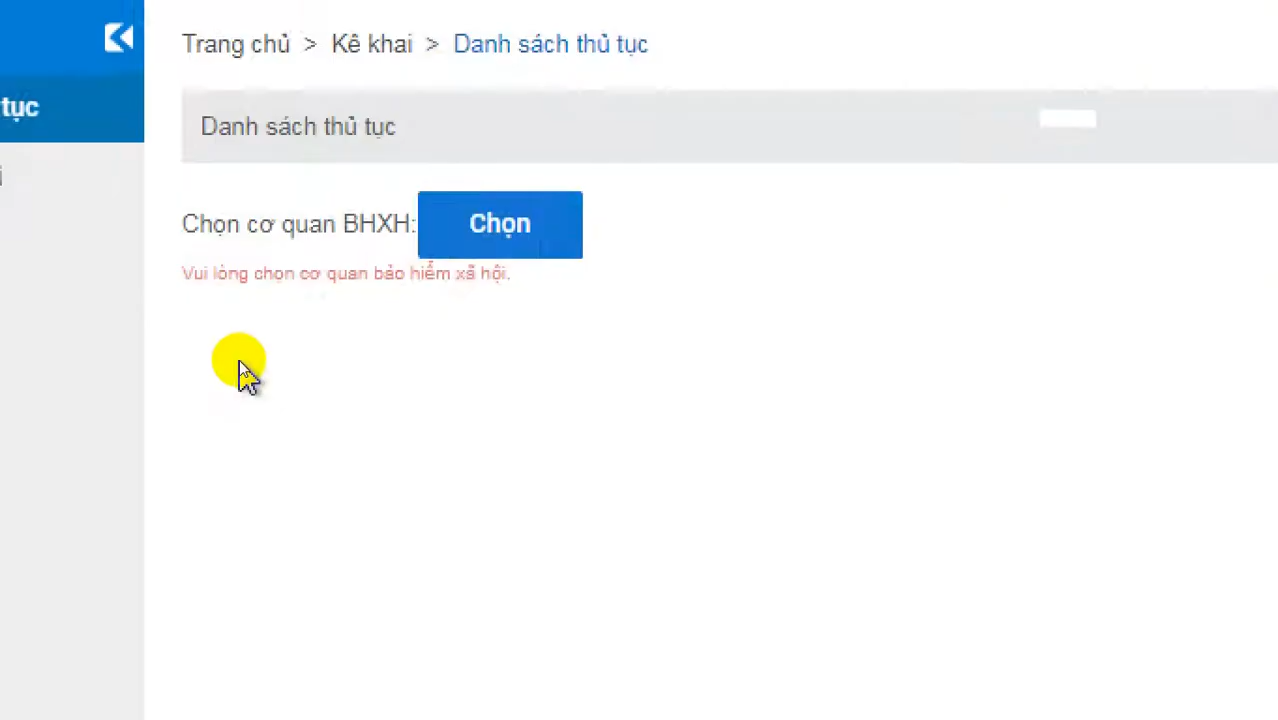 Trang chủ > Kê khai > Danh sách thủ tục
tục
Danh sách thủ tục
i
Chọn cơ quan BHXH: Chọn
Vui lòng chọn cơ quan bảo hiểm xã hội.